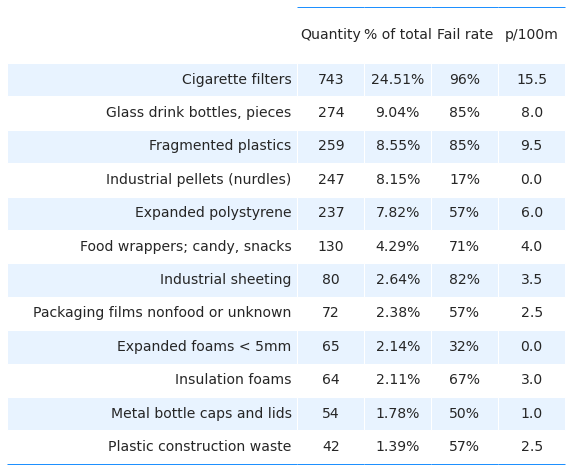 Quantity % of total Fail rate p/100m
Cigarette filters 743 24.51% 96% 15.5
Glass drink bottles, pieces 274 9.04% 85% 8.0
Fragmented plastics 259 8.55% 85% 9.5
Industrial pellets (nurdles) 247 8.15% 17% 0.0
Expanded polystyrene 237 7.82% 57% 6.0
Food wrappers; candy, snacks 130 4.29% 71% 4.0
Industrial sheeting 80 2.64% 82% 3.5
Packaging films nonfood or unknown 72 2.38% 57% 2.5
Expanded foams < 5mm 65 2.14% 32% 0.0
Insulation foams 64 2.11% 67% 3.0
Metal bottle caps and lids 54 1.78% 50% 1.0
Plastic construction waste 42 1.39% 57% 2.5